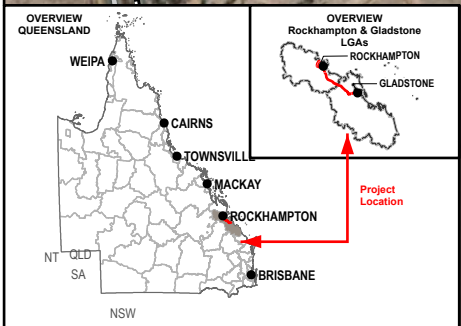 OVERVIEW
QUEENSLAND
WEIPA
CAIRNS
TOWNSVILLE
MACKAY
ROCKHAMPTON
BRISBANE
NT
QLD
SA
NSW
OVERVIEW
Rockhampton & Gladstone
LGAs
ROCKHAMPTON
GLADSTONE
Project
Location